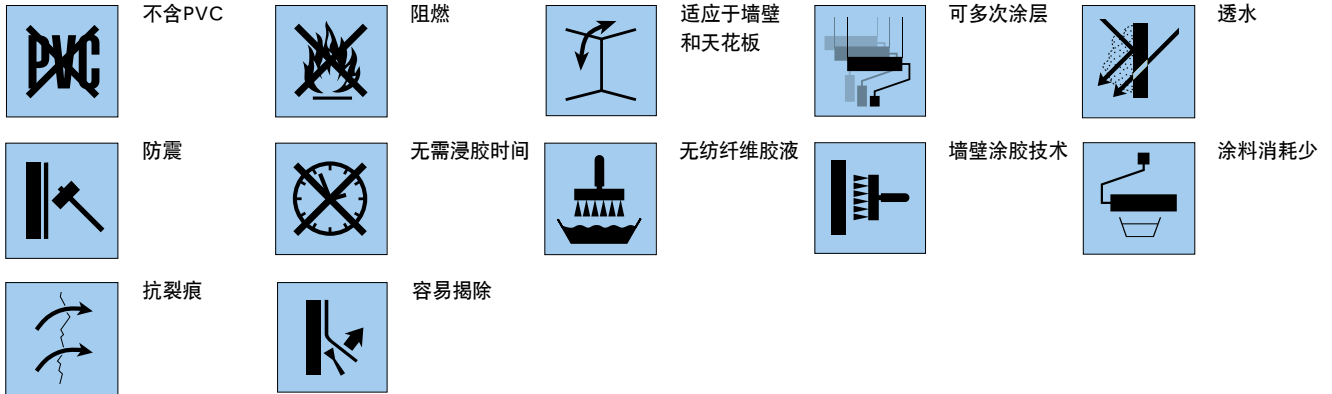 PVC
不含PVC
阻燃
适应于墙壁
和天花板
可多次涂层
透水
防震
无需浸胶时间
无纺纤维胶液
墙壁涂胶技术
涂料消耗少
抗裂痕
容易揭除